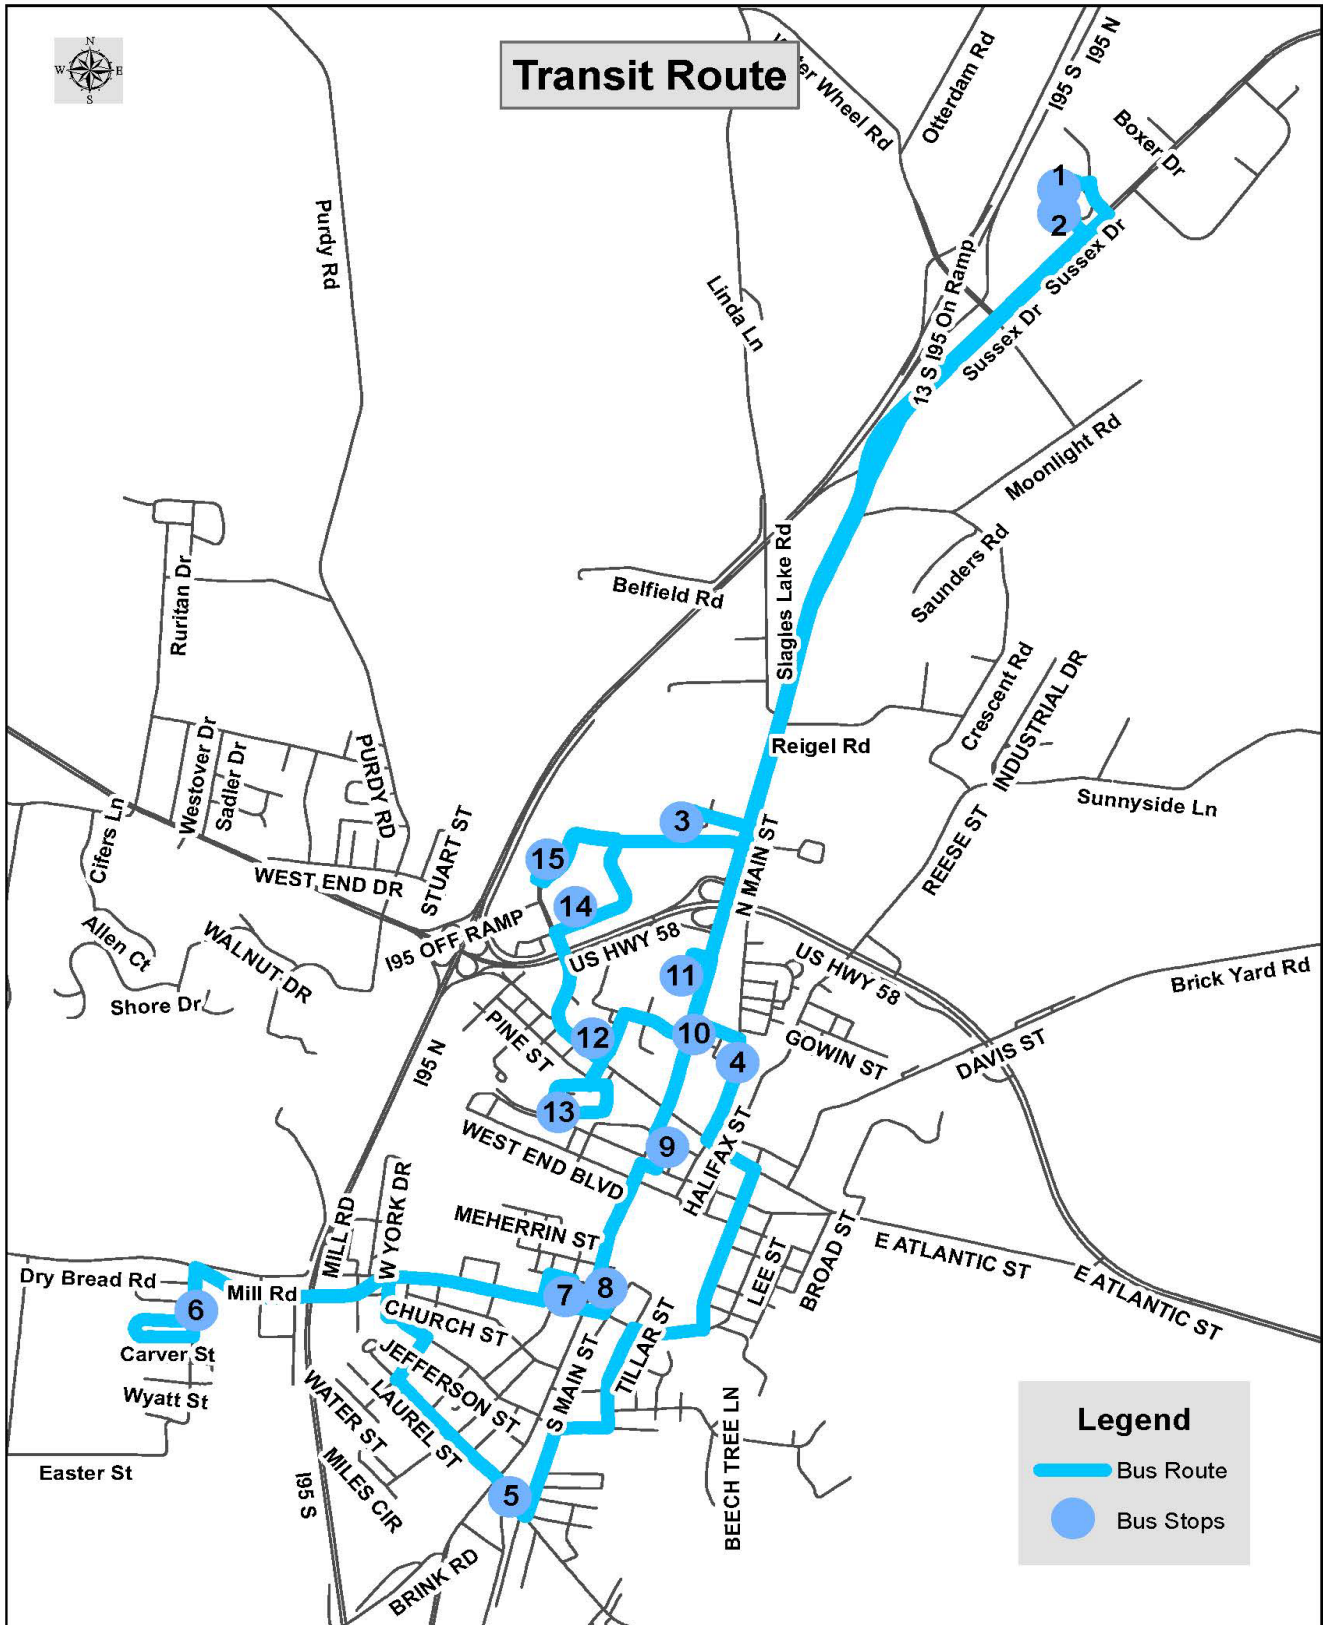 N
W E
S
Transit Route
Otterdam Rd
I95 S
I95 N
Boxer Dr
1
2
Sussex Dr
Sussex Dr
13 S I95 On Ramp
Purdy Rd
Linda Ln
Moonlight Rd
Saunders Rd
Slagles Lake Rd
Belfield Rd
Ruritan Dr
Crescent Rd
INDUSTRIAL DR
Reigel Rd
Sunnyside Ln
Westover Dr
Sadler Dr
PURDY RD
STUART ST
Cifers Ln
WEST END DR
3
15
14
N MAIN ST
REESE ST
I95 OFF RAMP
US HWY 58
US HWY 58
Allen Ct
WALNUT DR
Shore Dr
11
Brick Yard Rd
PINE ST
12
10
4
GOWIN ST
DAVIS ST
I95 N
13
9
WEST END BLVD
HALIFAX ST
MILL RD
W YORK DR
MEHERRIN ST
LEE ST
BROAD ST
E ATLANTIC ST
E ATLANTIC ST
Dry Bread Rd
Mill Rd
6
7
8
CHURCH ST
Carver St
Wyatt St
JEFFERSON ST
S MAIN ST
TILLAR ST
WATER ST
LAUREL ST
MILES CIR
Easter St
I95 S
5
BEECH TREE LN
BRINK RD
Legend
Bus Route
Bus Stops